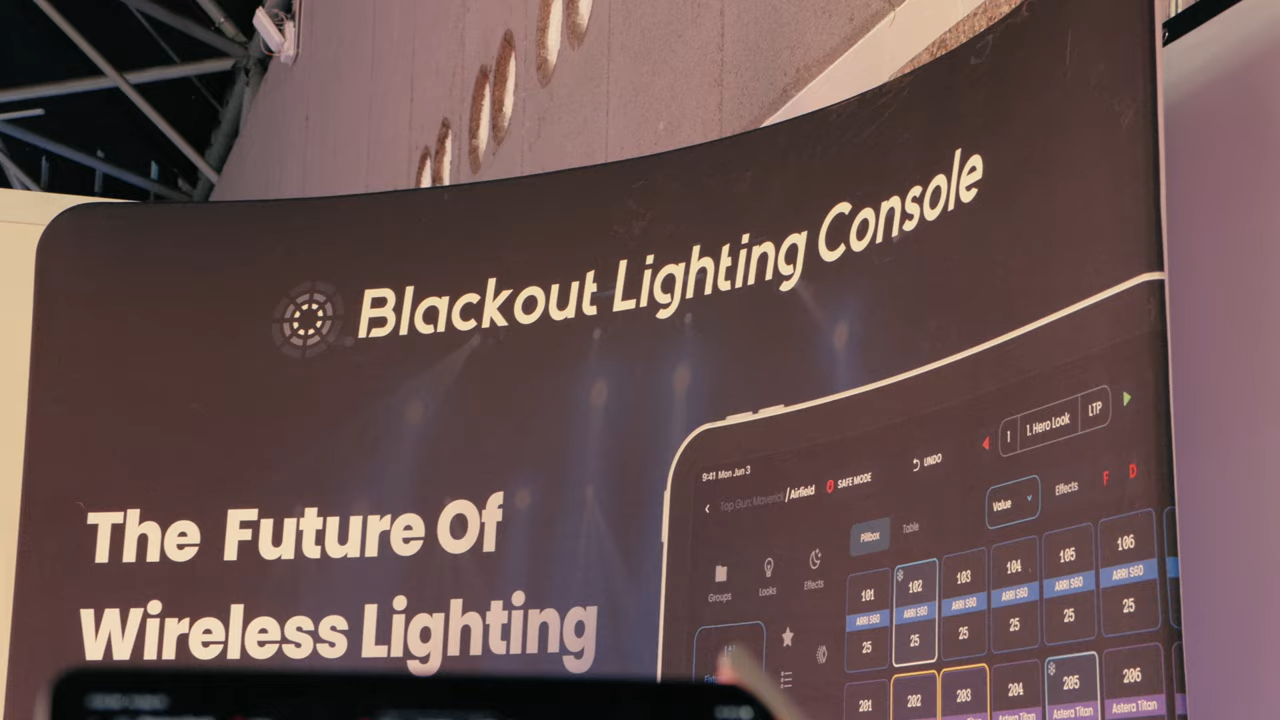 Blackout Lighting Console
The Future Of
Wireless Lighting
9:41 Mon Jun 3
Top Gun: Maverick / Airfield
SAFE MODE
UNDO
1 1. Hero Look LTP
Pillbox Table
Value
Effects
F D
Groups
Looks
Effects
101 102 103 104 105 106
ARRI S60 ARRI S60 ARRI S60 ARRI S60 ARRI S60 ARRI S60
25 25 25 25 25 25
201 202 203 204 205 206
Astera Titan Astera Titan Astera Titan